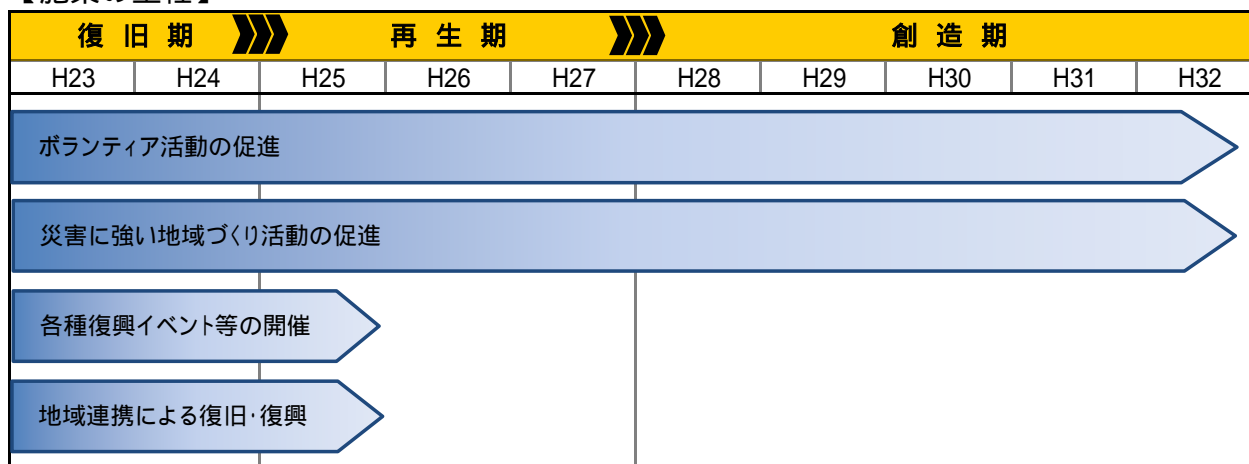 復旧期 再生期 創造期
H23 H24 H25 H26 H27 H28 H29 H30 H31 H32
ボランティア活動の促進
災害に強い地域づくり活動の促進
各種復興イベント等の開催
地域連携による復旧・復興